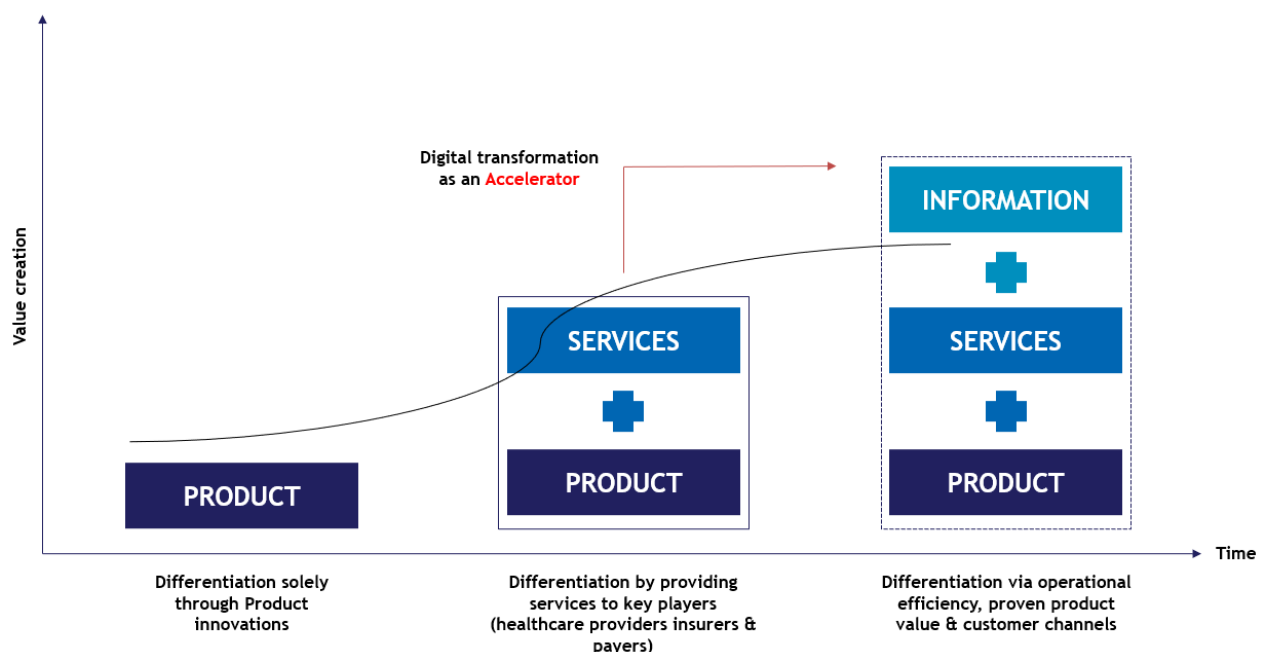 Value creation
Digital transformation
as an Accelerator
INFORMATION
SERVICES
SERVICES
PRODUCT
PRODUCT
PRODUCT
Time
Differentiation solely
through Product
innovations
Differentiation by providing
services to key players
(healthcare providers insurers &
payers)
Differentiation via operational
efficiency, proven product
value & customer channels